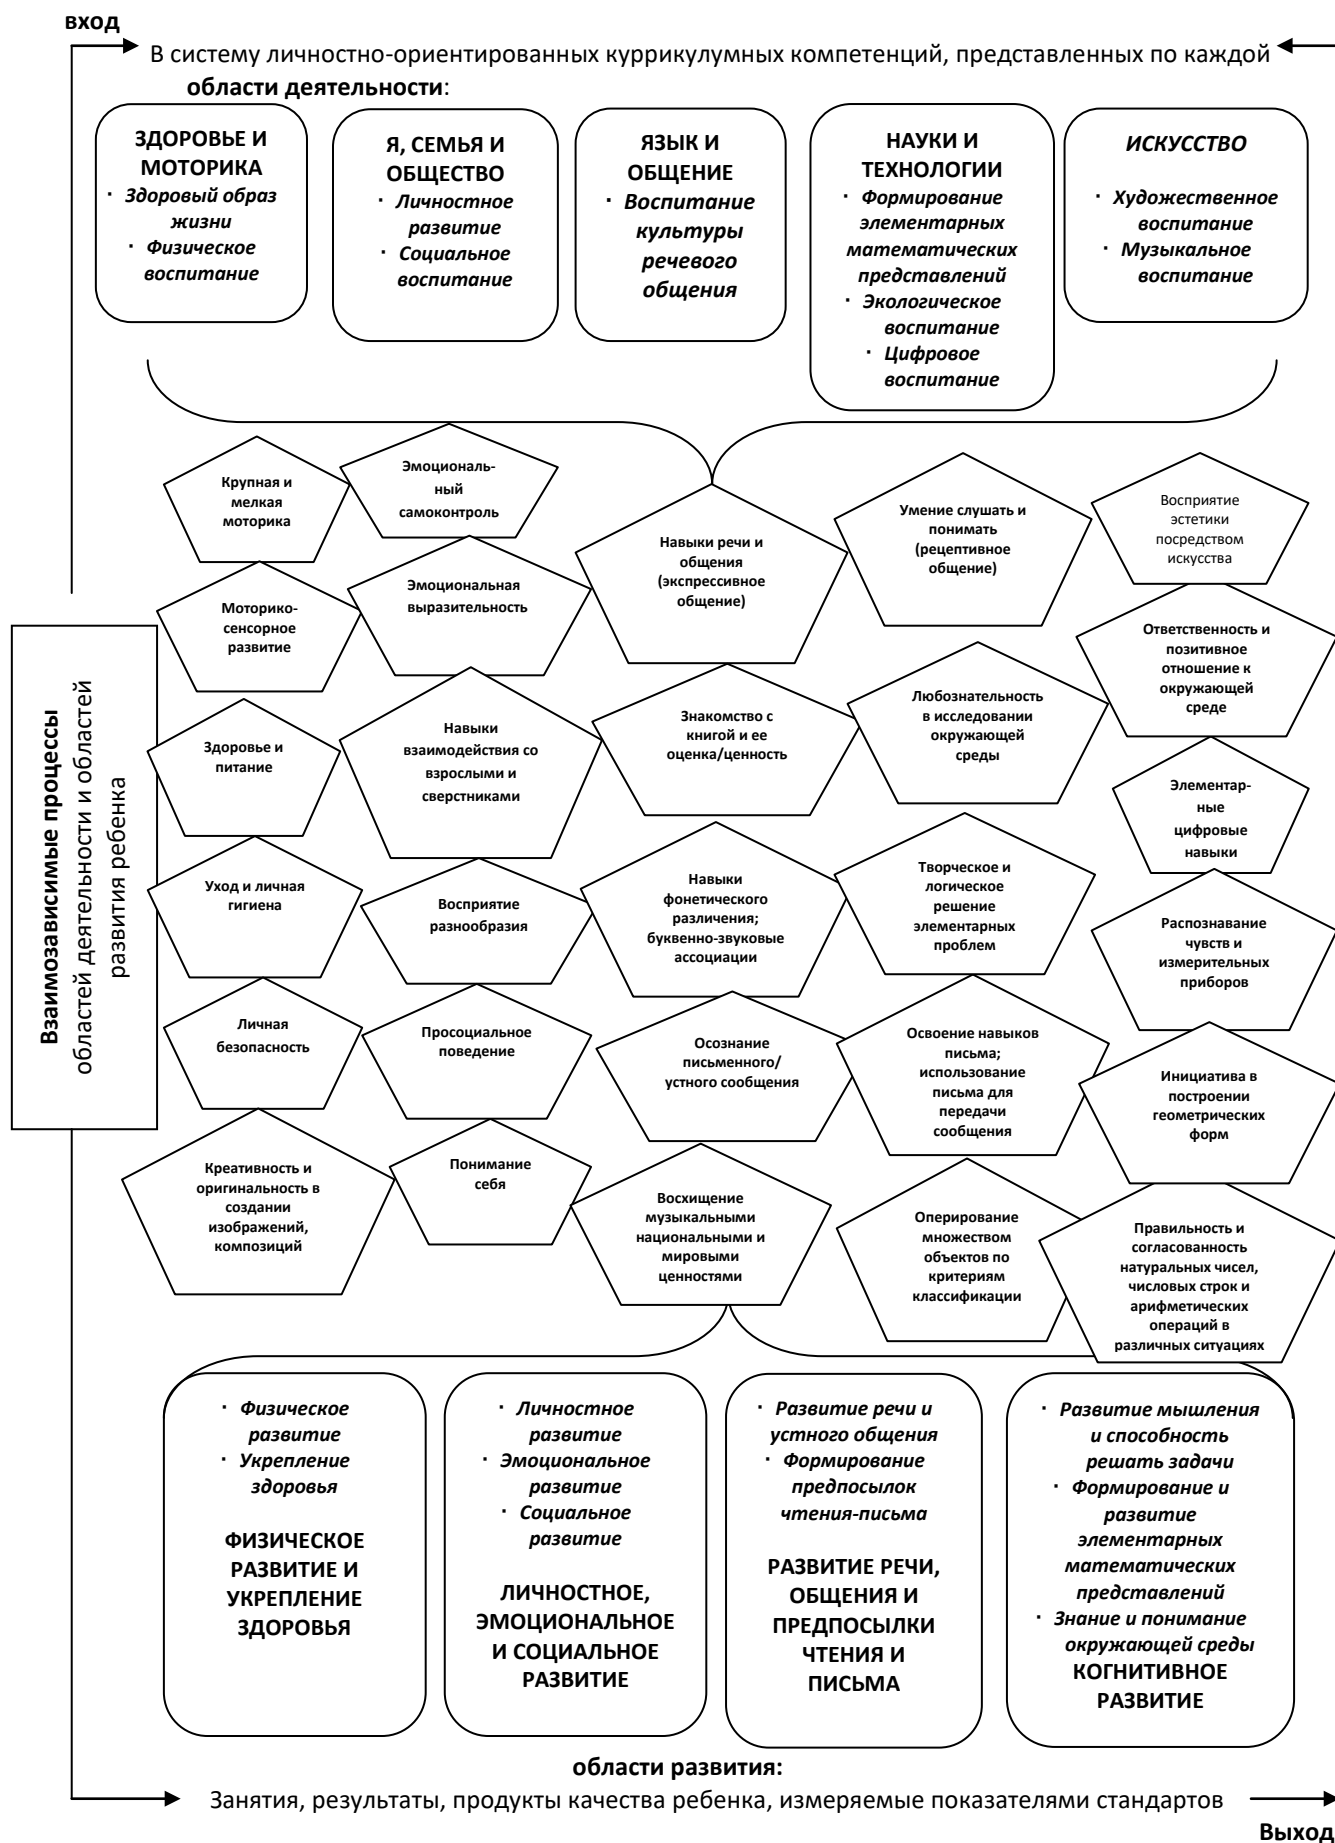 вход
В систему личностно-ориентированных куррикулумных компетенций, представленных по каждой
области деятельности:
ЗДОРОВЬЕ И
МОТОРИКА
· Здоровый образ
жизни
· Физическое
воспитание
Я, СЕМЬЯ И
ОБЩЕСТВО
· Личностное
развитие
· Социальное
воспитание
ЯЗЫК И
ОБЩЕНИЕ
· Воспитание
культуры
речевого
общения
НАУКИ И
ТЕХНОЛОГИИ
· Формирование
элементарных
математических
представлений
· Экологическое
воспитание
· Цифровое
воспитание
ИСКУССТВО
· Художественное
воспитание
· Музыкальное
воспитание
Взаимозависимые процессы
областей деятельности и областей
развития ребенка
Крупная и
мелкая
моторика
Эмоциональ-
ный
самоконтроль
Навыки речи и
общения
(экспрессивное
общение)
Умение слушать и
понимать
(рецептивное
общение)
Восприятие
эстетики
посредством
искусства
Моторико-
сенсорное
развитие
Эмоциональная
выразительность
Ответственность и
позитивное
отношение к
окружающей
среде
Здоровье и
питание
Навыки
взаимодействия со
взрослыми и
сверстниками
Знакомство с
книгой и ее
оценка/ценность
Любознательность
в исследовании
окружающей
среды
Элементар-
ные
цифровые
навыки
Уход и личная
гигиена
Восприятие
разнообразия
Навыки
фонетического
различения;
буквенно-звуковые
ассоциации
Творческое и
логическое
решение
элементарных
проблем
Распознавание
чувств и
измерительных
приборов
Личная
безопасность
Просоциальное
поведение
Осознание
письменного/
устного сообщения
Освоение навыков
письма;
использование
письма для
передачи
сообщения
Инициатива в
построении
геометрических
форм
Креативность и
оригинальность в
создании
изображений,
композиций
Понимание
себя
Восхищение
музыкальными
национальными и
мировыми
ценностями
Оперирование
множеством
объектов по
критериям
классификации
Правильность и
согласованность
натуральных чисел,
числовых строк и
арифметических
операций в
различных ситуациях
· Физическое
развитие
· Укрепление
здоровья
ФИЗИЧЕСКОЕ
РАЗВИТИЕ И
УКРЕПЛЕНИЕ
ЗДОРОВЬЯ
· Личностное
развитие
· Эмоциональное
развитие
· Социальное
развитие
ЛИЧНОСТНОЕ,
ЭМОЦИОНАЛЬНОЕ
И СОЦИАЛЬНОЕ
РАЗВИТИЕ
· Развитие речи и
устного общения
· Формирование
предпосылок
чтения-письма
РАЗВИТИЕ РЕЧИ,
ОБЩЕНИЯ И
ПРЕДПОСЫЛКИ
ЧТЕНИЯ И
ПИСЬМА
· Развитие мышления
и способность
решать задачи
· Формирование и
развитие
элементарных
математических
представлений
· Знание и понимание
окружающей среды
КОГНИТИВНОЕ
РАЗВИТИЕ
области развития:
Занятия, результаты, продукты качества ребенка, измеряемые показателями стандартов
Выход